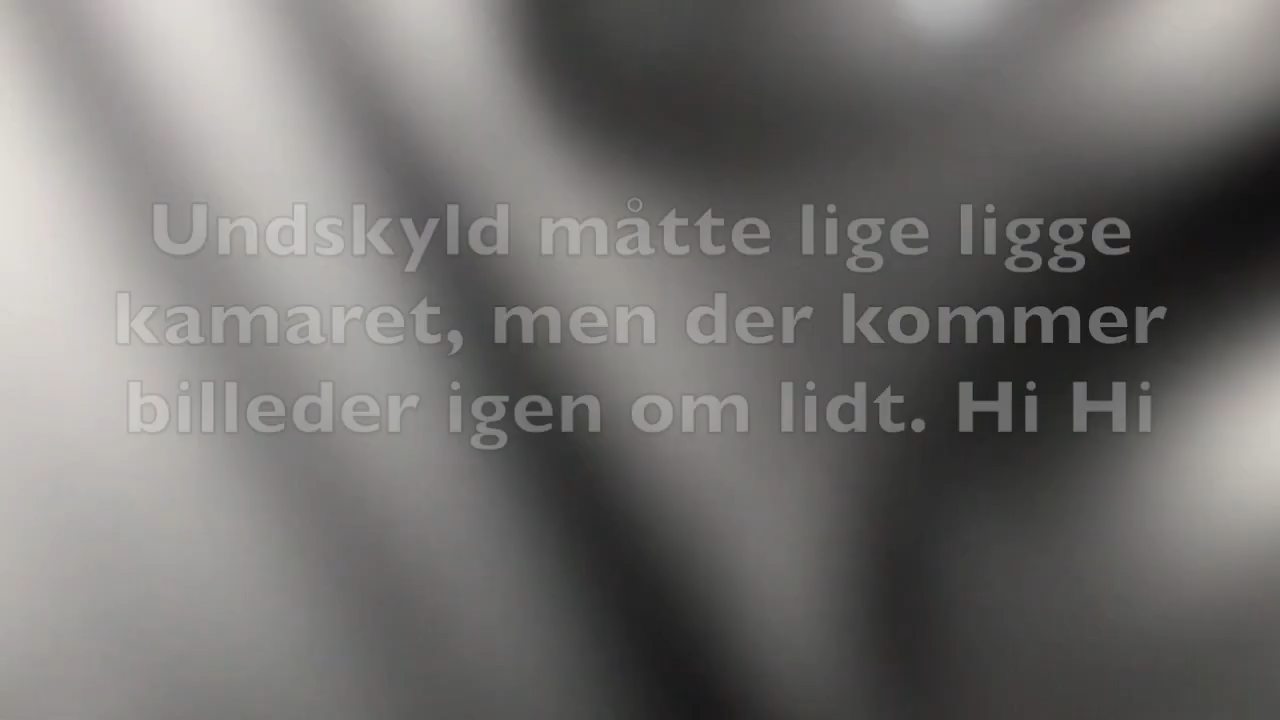 Undskyld måtte lige ligge
kamaret, men der kommer
billeder igen om lidt. Hi Hi